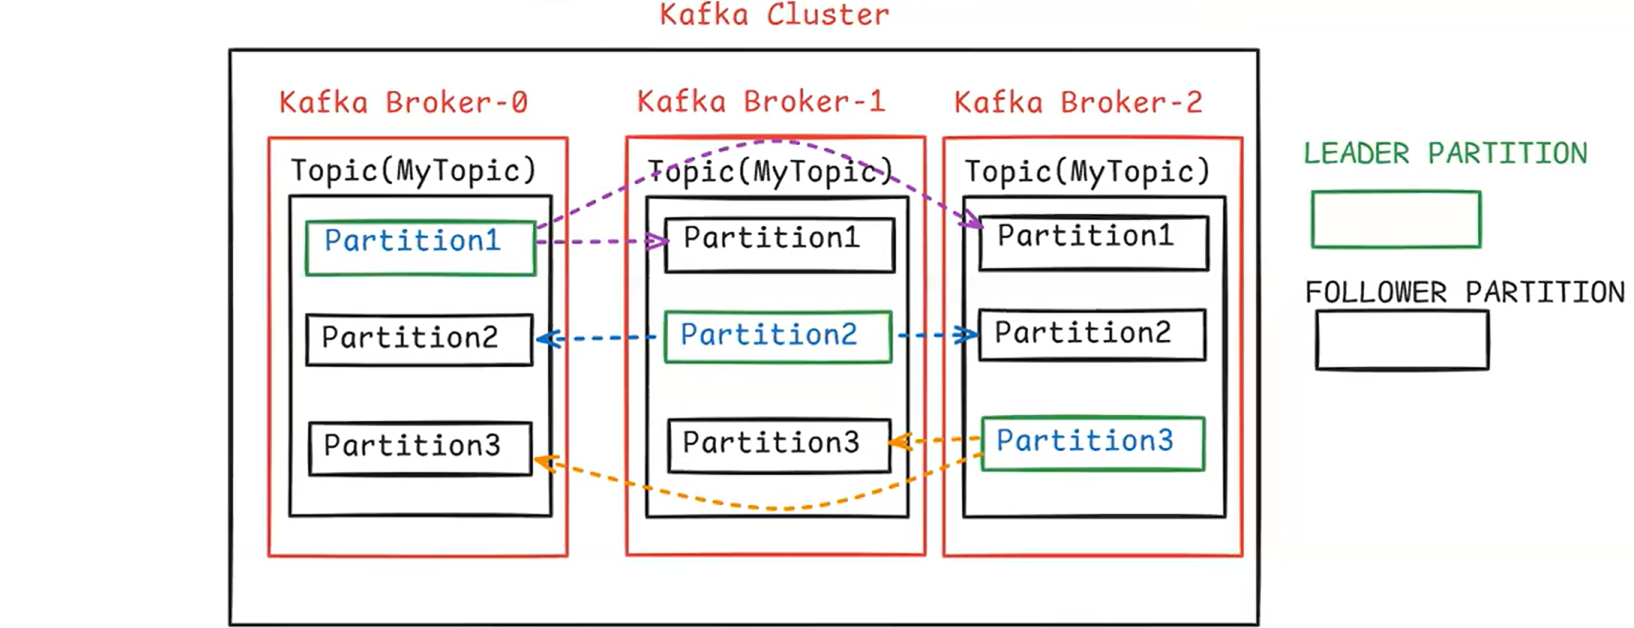 Kafka Cluster
Kafka Broker-0
Topic(MyTopic)
Partition1
Partition2
Partition3
Kafka Broker-1
Topic(MyTopic)
Partition1
Partition2
Partition3
Kafka Broker-2
Topic(MyTopic)
Partition1
Partition2
Partition3
LEADER PARTITION
FOLLOWER PARTITION